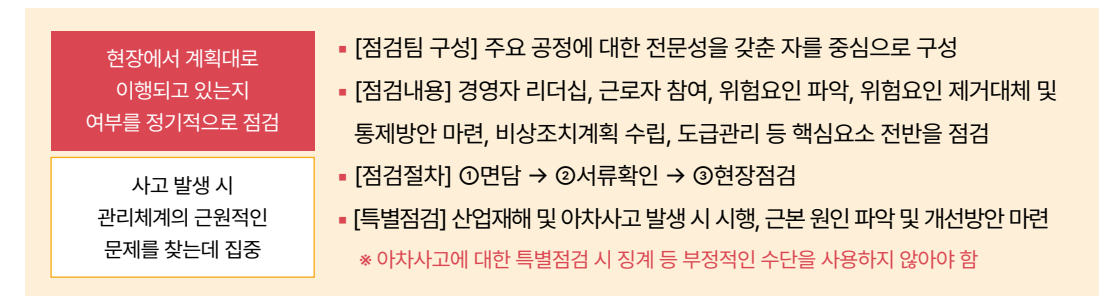 현장에서 계획대로
이행되고 있는지
여부를 정기적으로 점검
사고 발생 시
관리체계의 근원적인
문제를 찾는데 집중
▪ [점검팀 구성] 주요 공정에 대한 전문성을 갖춘 자를 중심으로 구성
▪ [점검내용] 경영자 리더십, 근로자 참여, 위험요인 파악, 위험요인 제거대체 및
통제방안 마련, 비상조치계획 수립, 도급관리 등 핵심요소 전반을 점검
▪ [점검절차] ①면담 → ②서류확인 → ③현장점검
▪ [특별점검] 산업재해 및 아차사고 발생 시 시행, 근본 원인 파악 및 개선방안 마련
※ 아차사고에 대한 특별점검 시 징계 등 부정적인 수단을 사용하지 않아야 함